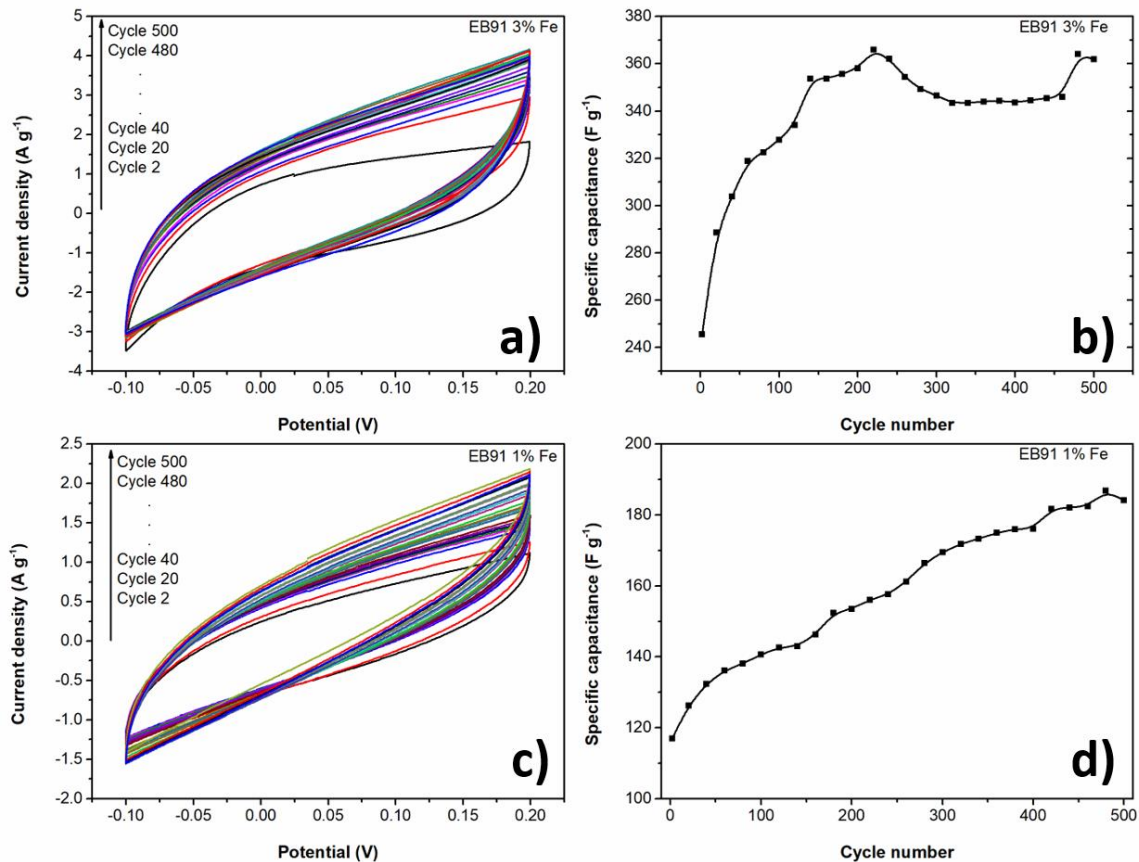 a)
EB91 3% Fe
Cycle 500
Cycle 480
.
.
.
Cycle 40
Cycle 20
Cycle 2
5
4
3
2
1
0
-1
-2
-3
-4
-0.10
-0.05
0.00
0.05
0.10
0.15
0.20
Current density (A g-1)
Potential (V)
b)
EB91 3% Fe
380
360
340
320
300
280
260
240
0
100
200
300
400
500
Specific capacitance (F g-1)
Cycle number
c)
EB91 1% Fe
Cycle 500
Cycle 480
.
.
.
Cycle 40
Cycle 20
Cycle 2
2.5
2.0
1.5
1.0
0.5
0.0
-0.5
-1.0
-1.5
-2.0
-0.10
-0.05
0.00
0.05
0.10
0.15
0.20
Current density (A g-1)
Potential (V)
d)
EB91 1% Fe
200
180
160
140
120
100
0
100
200
300
400
500
Specific capacitance (F g-1)
Cycle number